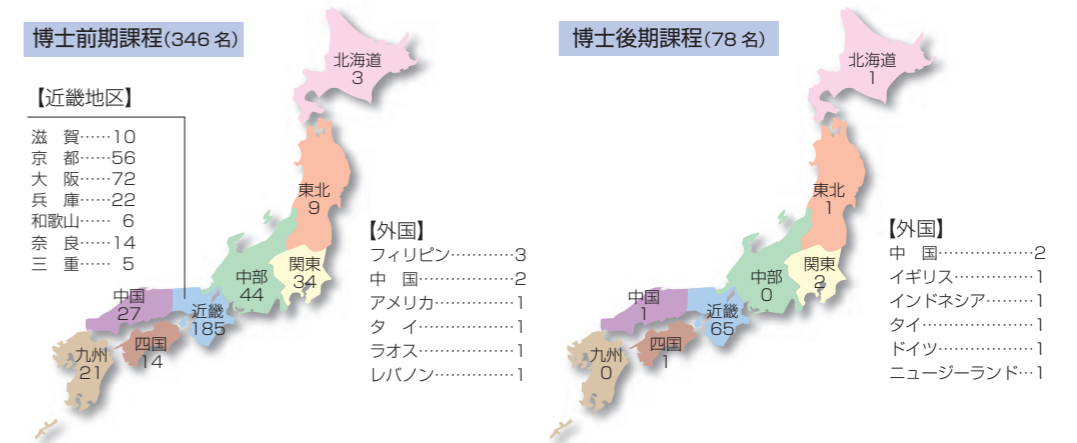 博士前期課程(346名)
【近畿地区】
滋　賀……10
京　都……56
大　阪……72
兵　庫……22
和歌山…… 6
奈　良……14
三　重…… 5
北海道
3
東北
9
関東
34
中部
44
近畿
185
中国
27
四国
14
九州
21
【外国】
フィリピン…………3
中　国………………2
アメリカ……………1
タ　イ………………1
ラオス………………1
レバノン……………1
博士後期課程(78名)
北海道
1
東北
1
関東
2
中部
0
近畿
65
中国
1
四国
1
九州
0
【外国】
中　国………………2
イギリス……………1
インドネシア………1
タイ…………………1
ドイツ………………1
ニュージーランド…1